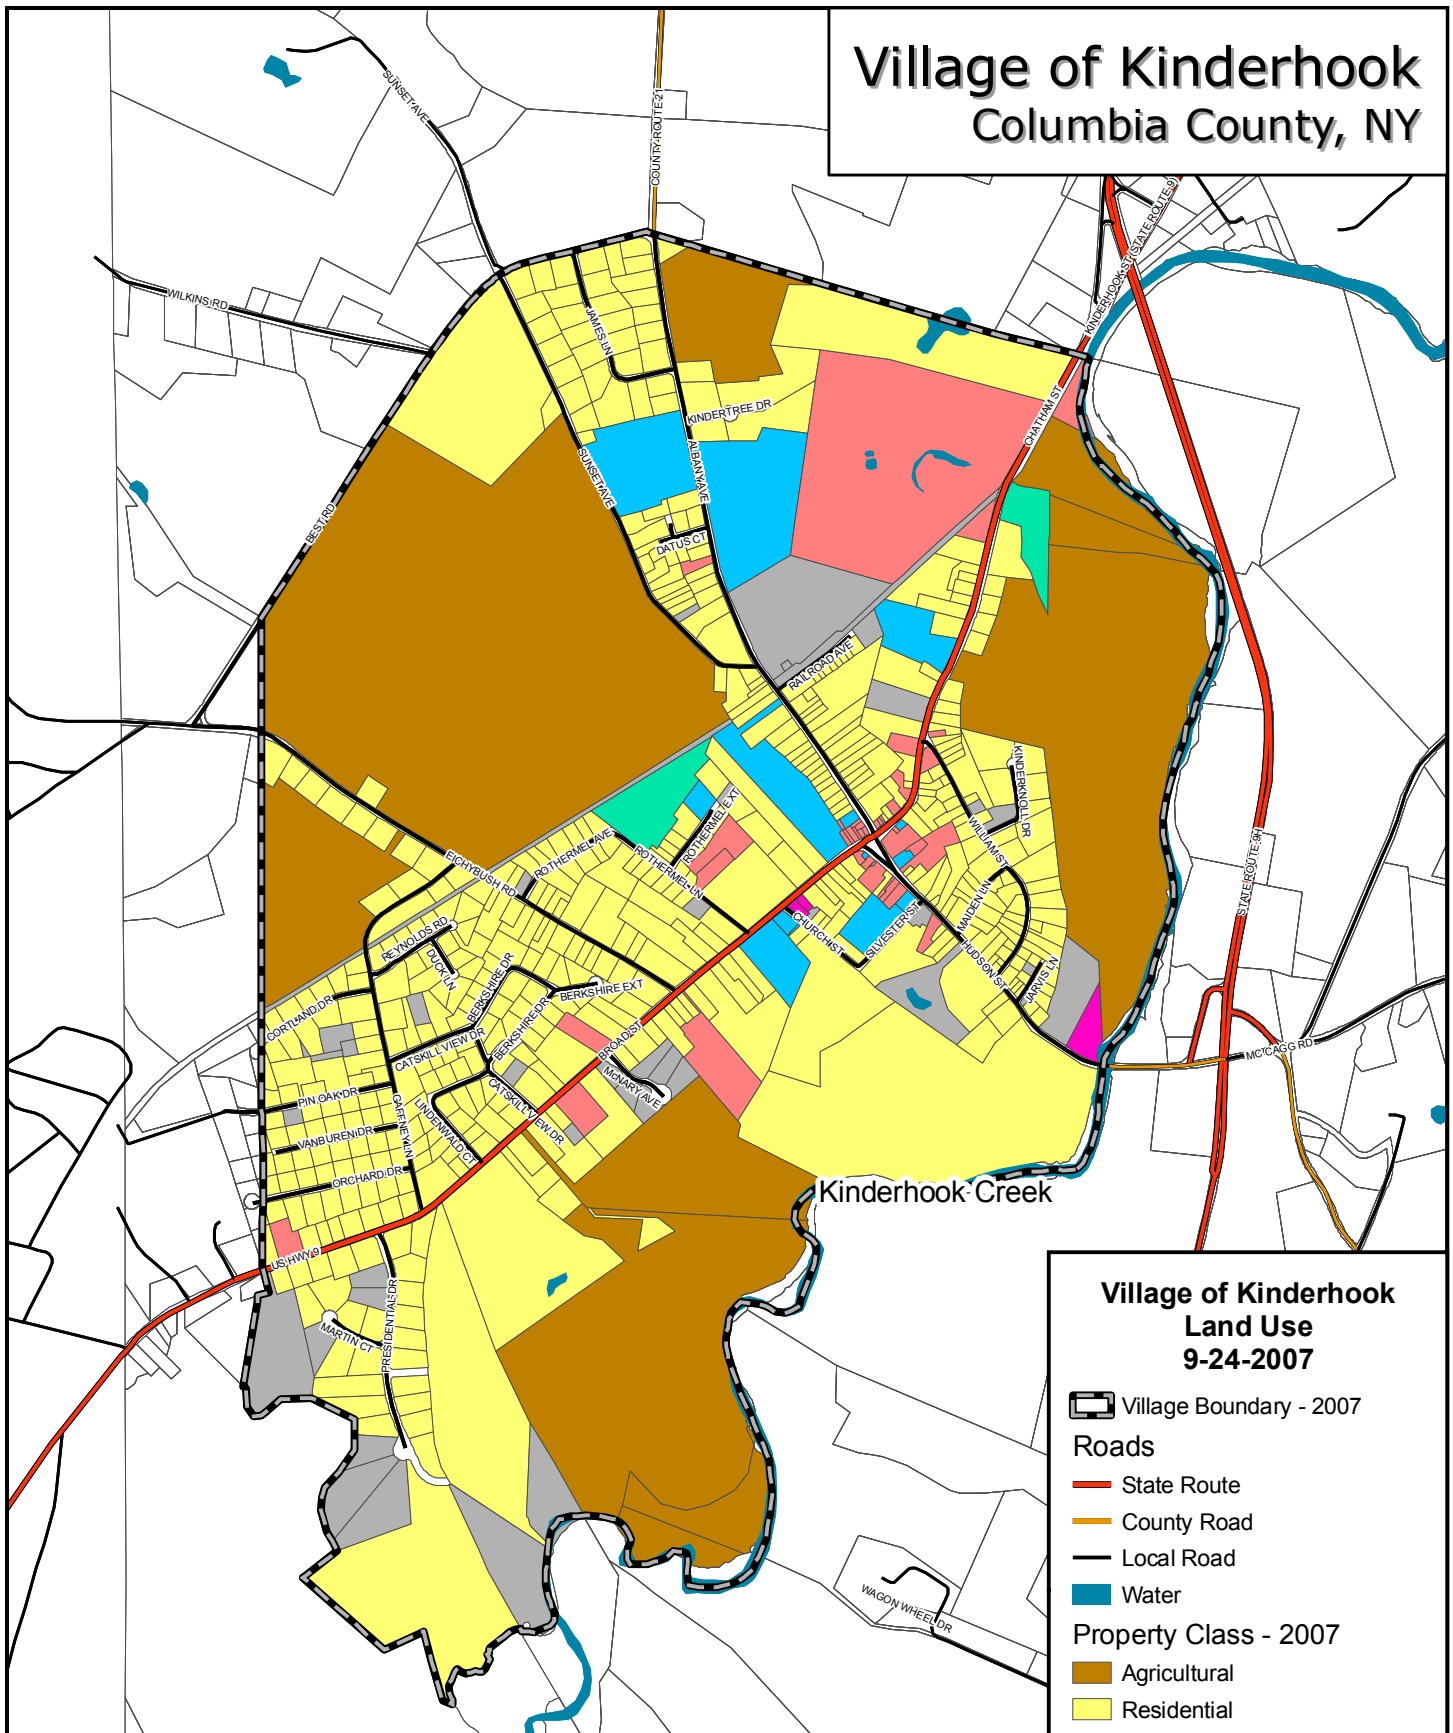 Village of Kinderhook
Columbia County, NY
SUNSET AVE
COUNTY ROUTE 21
KINDERHOOK ST (STATE ROUTE 9)
WILKINS RD
JAMES LN
KINDERTREE DR
CHATHAM ST
ALBANY AVE
SUNSET AVE
BEST RD
DATUS CT
RAILROAD AVE
KINDERKNOLL DR
ROTHERMEL EXT
WILLIAM ST
ROTHERMEL AVE
EICHYBUSH RD
ROTHERMEL LN
MAIDEN LN
STATE ROUTE 9H
CHURCH ST
SILVESTER ST
REYNOLDS RD
DUCK LN
HUDSON ST
JARVIS LN
BERKSHIRE DR
BERKSHIRE EXT
CORTLAND DR
BERKSHIRE DR
BROAD ST
CATSKILL VIEW DR
MC CAGG RD
McNARY AVE
PIN OAK DR
CATSKILL VIEW DR
GAFFNEY LN
LINDENWALD CT
VANBUREN DR
ORCHARD DR
Kinderhook Creek
US HWY 9
PRESIDENTIAL DR
MARTIN CT
WAGON WHEEL DR
Village of Kinderhook
Land Use
9-24-2007
Village Boundary - 2007
Roads
State Route
County Road
Local Road
Water
Property Class - 2007
Agricultural
Residential